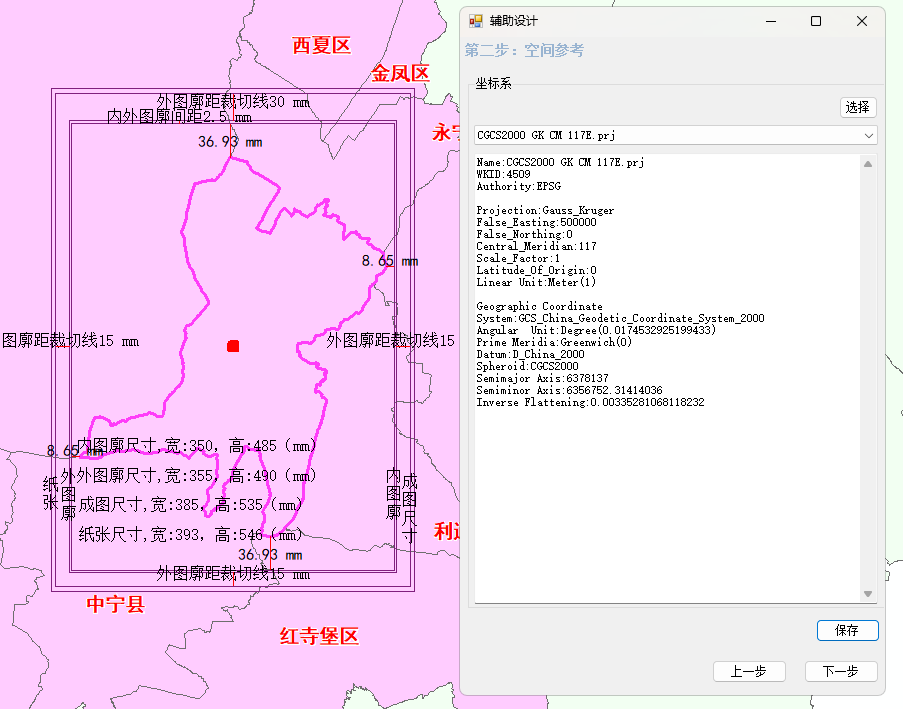 西夏区
金凤区
永宁
外图廓距裁切线30 mm
内外图廓间距2.5 mm
36.93 mm
8.65 mm
图廓距裁切线15 mm
外图廓距裁切线15
8.65 mm
内图廓尺寸,宽:350, 高:485（mm）
外外图廓尺寸,宽:355, 高:490（mm）
成图尺寸,宽:385, 高:535（mm）
纸张尺寸,宽:393, 高:546（mm）
纸张
图廓
内图廓
成图尺寸
36.93 mm
外图廓距裁切线15 mm
利通
中宁县
红寺堡区
辅助设计
第二步：空间参考
坐标系
选择
CGCS2000 GK CM 117E.prj
Name:CGCS2000 GK CM 117E.prj
WKID:4509
Authority:EPSG
Projection:Gauss_Kruger
False_Easting:500000
False_Northing:0
Central_Meridian:117
Scale_Factor:1
Latitude_Of_Origin:0
Linear Unit:Meter(1)
Geographic Coordinate
System:GCS_China_Geodetic_Coordinate_System_2000
Angular  Unit:Degree(0.0174532925199433)
Prime Meridia:Greenwich(0)
Datum:D_China_2000
Spheroid:CGCS2000
Semimajor Axis:6378137
Semiminor Axis:6356752.31414036
Inverse Flattening:0.00335281068118232
保存
上一步
下一步